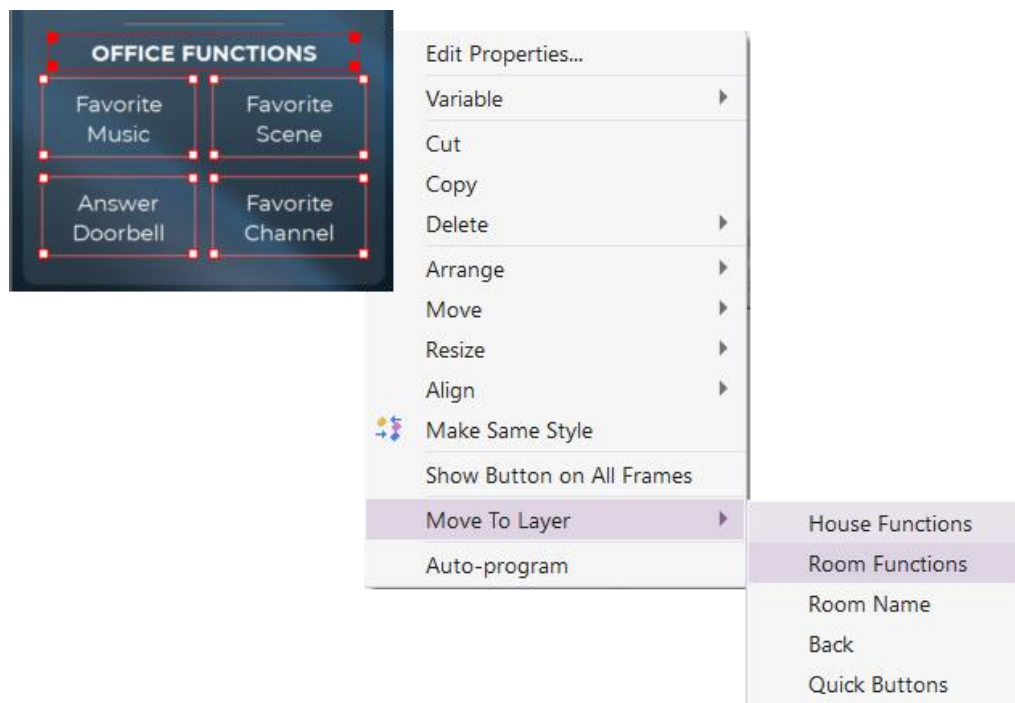 OFFICE FUNCTIONS
Favorite
Music
Favorite
Scene
Answer
Doorbell
Favorite
Channel
Edit Properties...
Variable
Cut
Copy
Delete
Arrange
Move
Resize
Align
Make Same Style
Show Button on All Frames
Move To Layer
Auto-program
House Functions
Room Functions
Room Name
Back
Quick Buttons